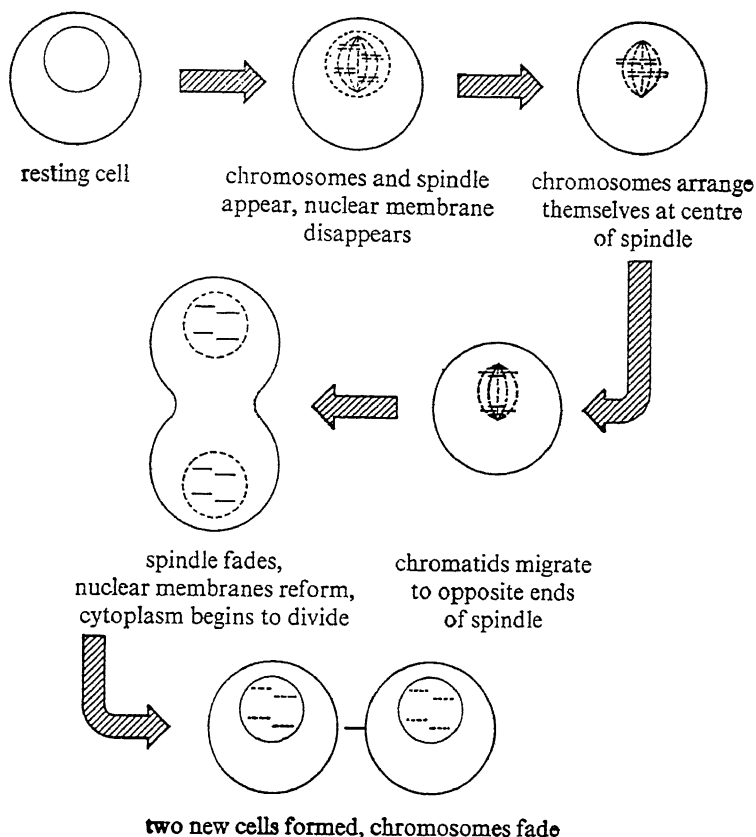 resting cell
chromosomes and spindle
appear, nuclear membrane
disappears
chromosomes arrange
themselves at centre
of spindle
chromatids migrate
to opposite ends
of spindle
spindle fades,
nuclear membranes reform,
cytoplasm begins to divide
two new cells formed, chromosomes fade